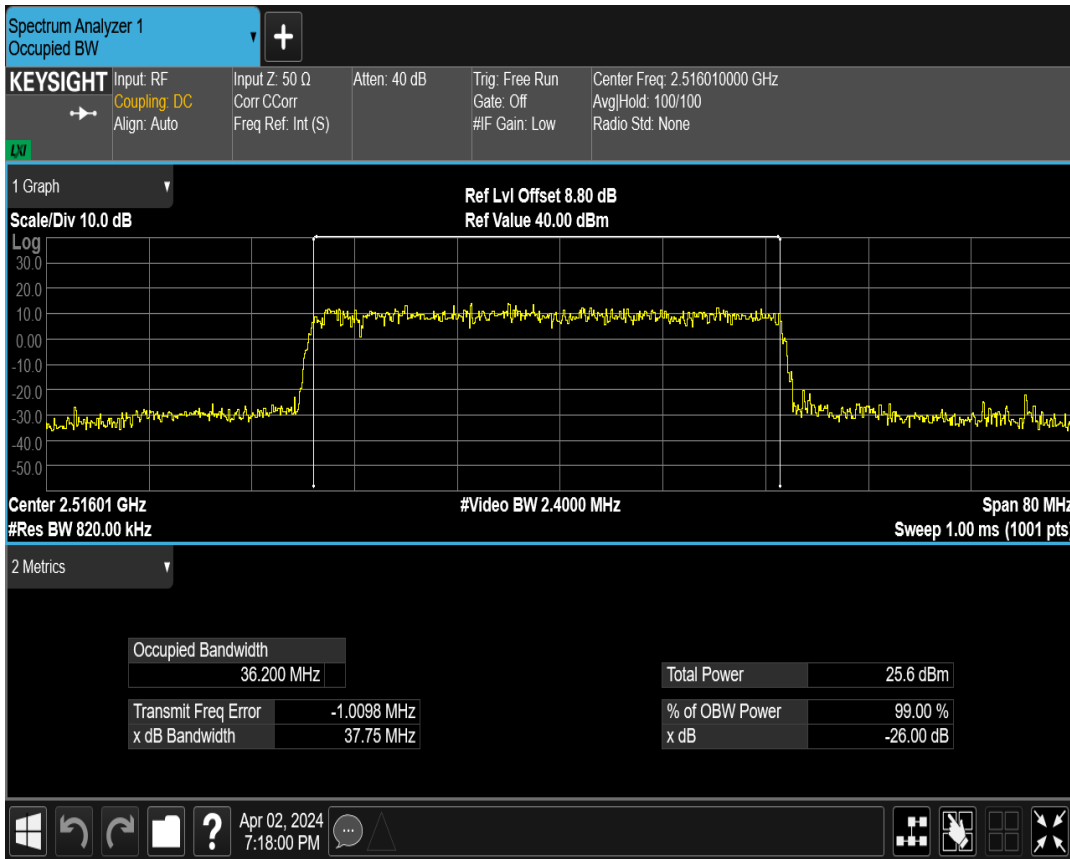 Spectrum Analyzer 1
Occupied BW
+
KEYSIGHT
LXI
Input: RF
Coupling: DC
Align: Auto
Input Z: 50 Ω
Corr CCorr
Freq Ref: Int (S)
Atten: 40 dB
Trig: Free Run
Gate: Off
#IF Gain: Low
Center Freq: 2.516010000 GHz
Avg|Hold: 100/100
Radio Std: None
1 Graph
Scale/Div 10.0 dB
Ref Lvl Offset 8.80 dB
Ref Value 40.00 dBm
Log
30.0
20.0
10.0
0.00
-10.0
-20.0
-30.0
-40.0
-50.0
Center 2.51601 GHz
#Video BW 2.4000 MHz
Span 80 MHz
#Res BW 820.00 kHz
Sweep 1.00 ms (1001 pts)
2 Metrics
Occupied Bandwidth
36.200 MHz
Transmit Freq Error -1.0098 MHz
x dB Bandwidth 37.75 MHz
Total Power 25.6 dBm
% of OBW Power 99.00 %
x dB -26.00 dB
?
Apr 02, 2024
7:18:00 PM
...